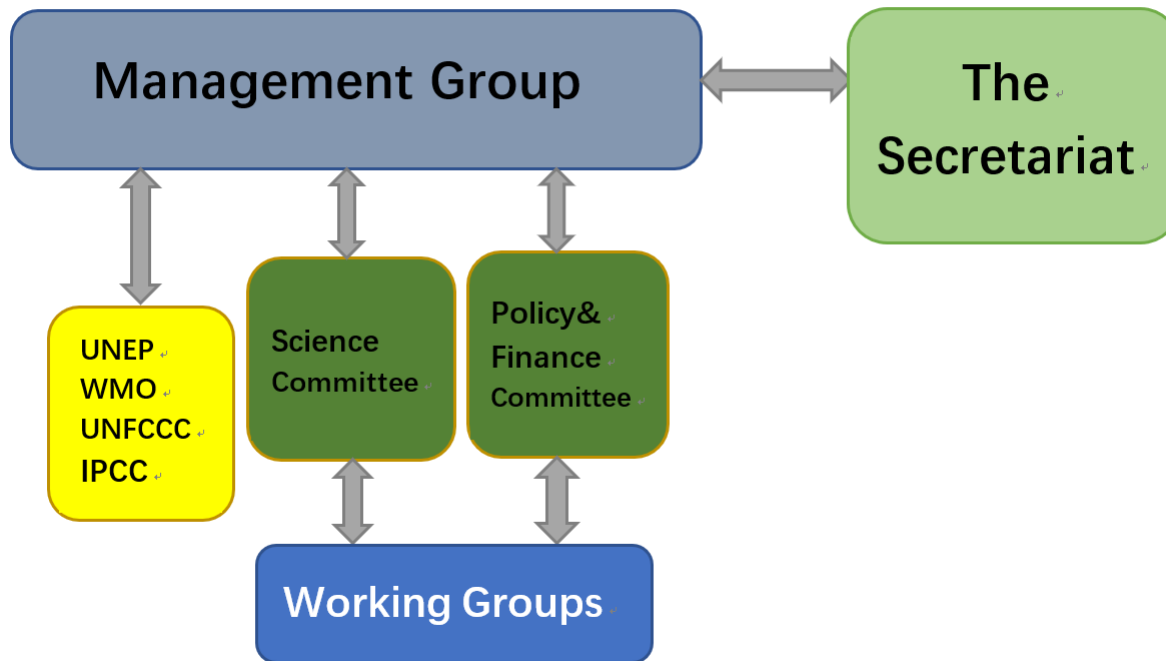 Management Group
The
Secretariat
UNEP
WMO
UNFCCC
IPCC
Science
Committee
Policy&
Finance
Committee
Working Groups